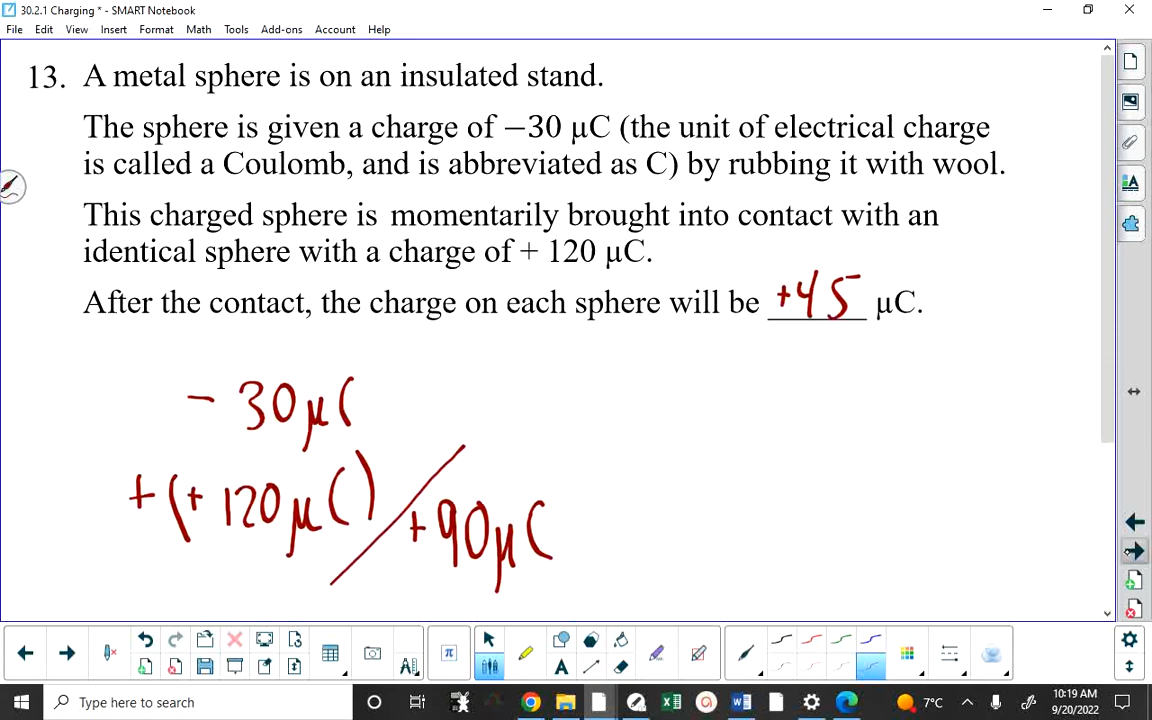 30.2.1 Charging * - SMART Notebook
File Edit View Insert Format Math Tools Add-ons Account Help
13. A metal sphere is on an insulated stand.
The sphere is given a charge of −30 µC (the unit of electrical charge
is called a Coulomb, and is abbreviated as C) by rubbing it with wool.
This charged sphere is momentarily brought into contact with an
identical sphere with a charge of + 120 µC.
After the contact, the charge on each sphere will be +45 µC.
- 30µC
+(+120µC) +90µC
π
A
Type here to search
7°C
10:19 AM
9/20/2022